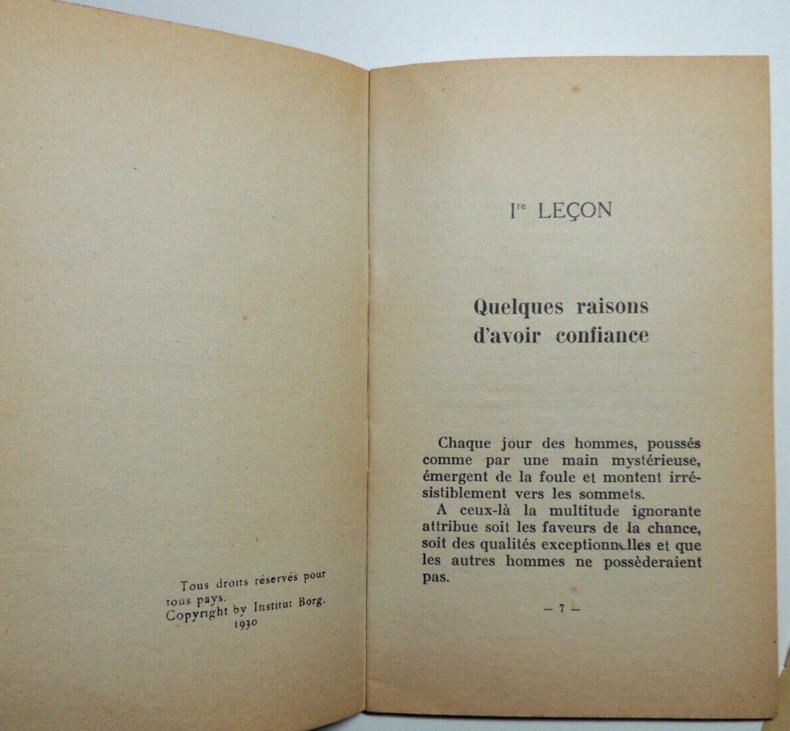 Tous droits réservés pour
tous pays.
Copyright by Institut Borg.
1930
Ire LEÇON
Quelques raisons
d'avoir confiance
Chaque jour des hommes, poussés
comme par une main mystérieuse,
émergent de la foule et montent irré-
sistiblement vers les sommets.
A ceux-là la multitude ignorante
attribue soit les faveurs de la chance,
soit des qualités exceptionnelles et que
les autres hommes ne possèderaient
pas.
— 7 —